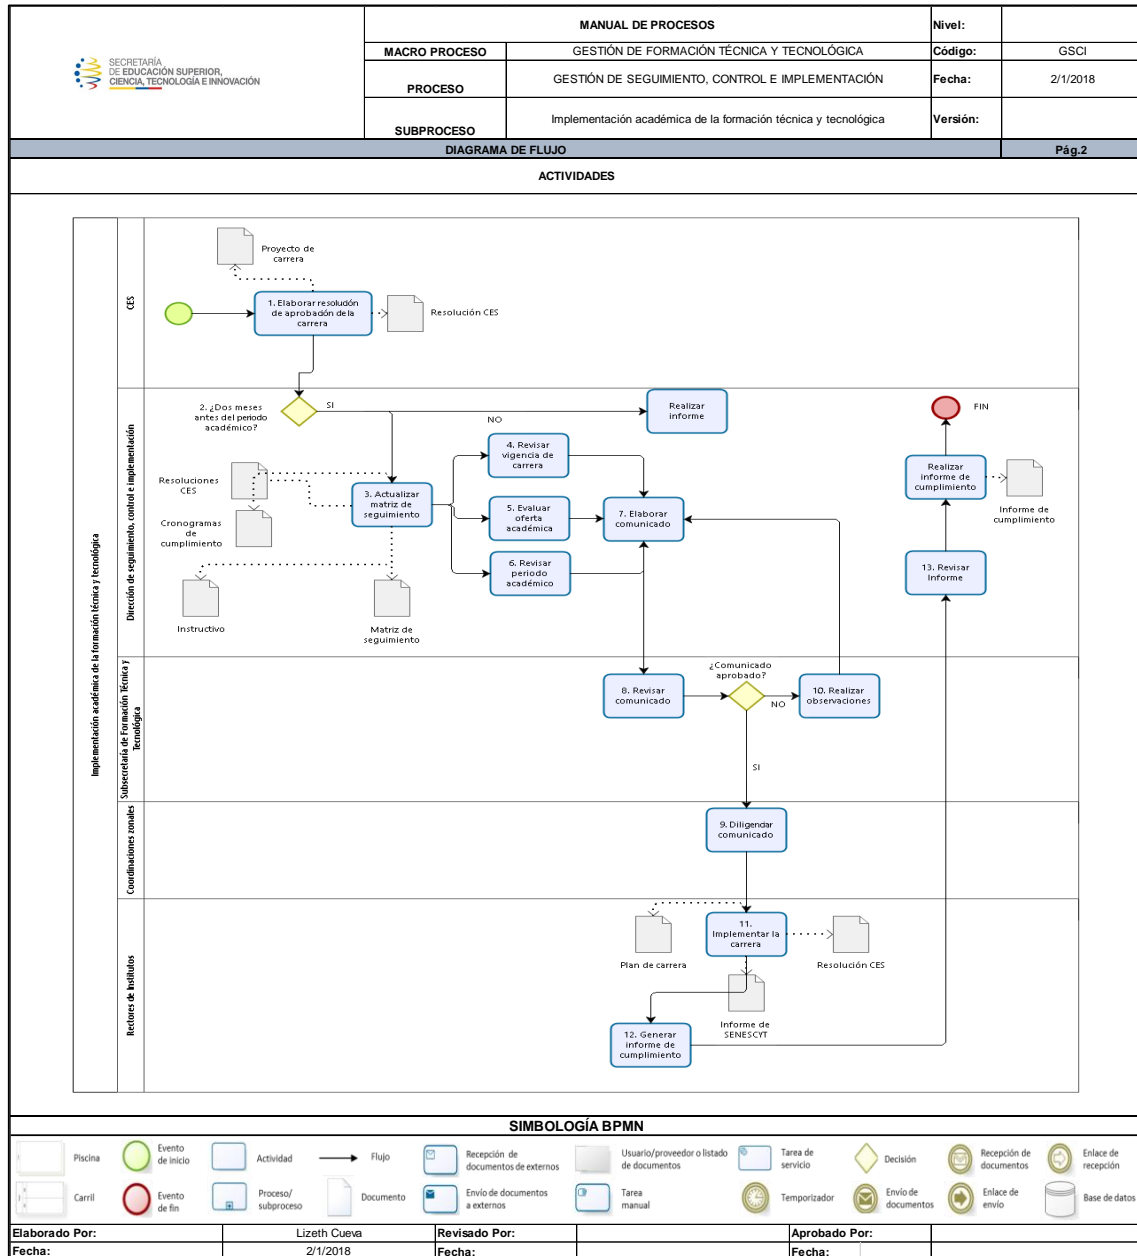 SECRETARÍA
DE EDUCACIÓN SUPERIOR,
CIENCIA, TECNOLOGÍA E INNOVACIÓN
MANUAL DE PROCESOS
Nivel:
MACRO PROCESO
GESTIÓN DE FORMACIÓN TÉCNICA Y TECNOLÓGICA
Código:
GSCI
PROCESO
GESTIÓN DE SEGUIMIENTO, CONTROL E IMPLEMENTACIÓN
Fecha:
2/1/2018
SUBPROCESO
Implementación académica de la formación técnica y tecnológica
Versión:
DIAGRAMA DE FLUJO
Pág.2
ACTIVIDADES
Implementación académica de la formación técnica y tecnológica
CES
Proyecto de
carrera
1. Elaborar resolución
de aprobación dela
carrera
Resolución CES
Dirección de seguimiento, control e implementación
2. ¿Dos meses
antes del periodo
académico?
SI
NO
Realizar
informe
FIN
4. Revisar
vigencia de
carrera
Resoluciones
CES
3. Actualizar
matriz de
seguimiento
5. Evaluar
oferta
académica
7. Elaborar
comunicado
Realizar
informe de
cumplimiento
Informe de
cumplimiento
Cronogramas
de
cumplimiento
6. Revisar
periodo
académico
13. Revisar
Informe
Instructivo
Matriz de
seguimiento
Subsecretaría de Formación Técnica y
Tecnológica
8. Revisar
comunicado
¿Comunicado
aprobado?
NO
10. Realizar
observaciones
SI
Coordinaciones zonales
9. Diligenciar
comunicado
Rectores de Institutos
11.
Implementar la
carrera
Plan de carrera
Resolución CES
Informe de
SENESCYT
12. Generar
informe de
cumplimiento
SIMBOLOGÍA BPMN
Piscina
Evento
de inicio
Actividad
Flujo
Recepción de
documentos de externos
Usuario/proveedor o listado
de documentos
Tarea de
servicio
Decisión
Recepción de
documentos
Enlace de
recepción
Carril
Evento
de fin
Proceso/
subproceso
Documento
Envío de documentos
a externos
Tarea
manual
Temporizador
Envío de
documentos
Enlace de
envío
Base de datos
Elaborado Por:
Lizeth Cueva
Revisado Por:
Aprobado Por:
Fecha:
2/1/2018
Fecha:
Fecha: